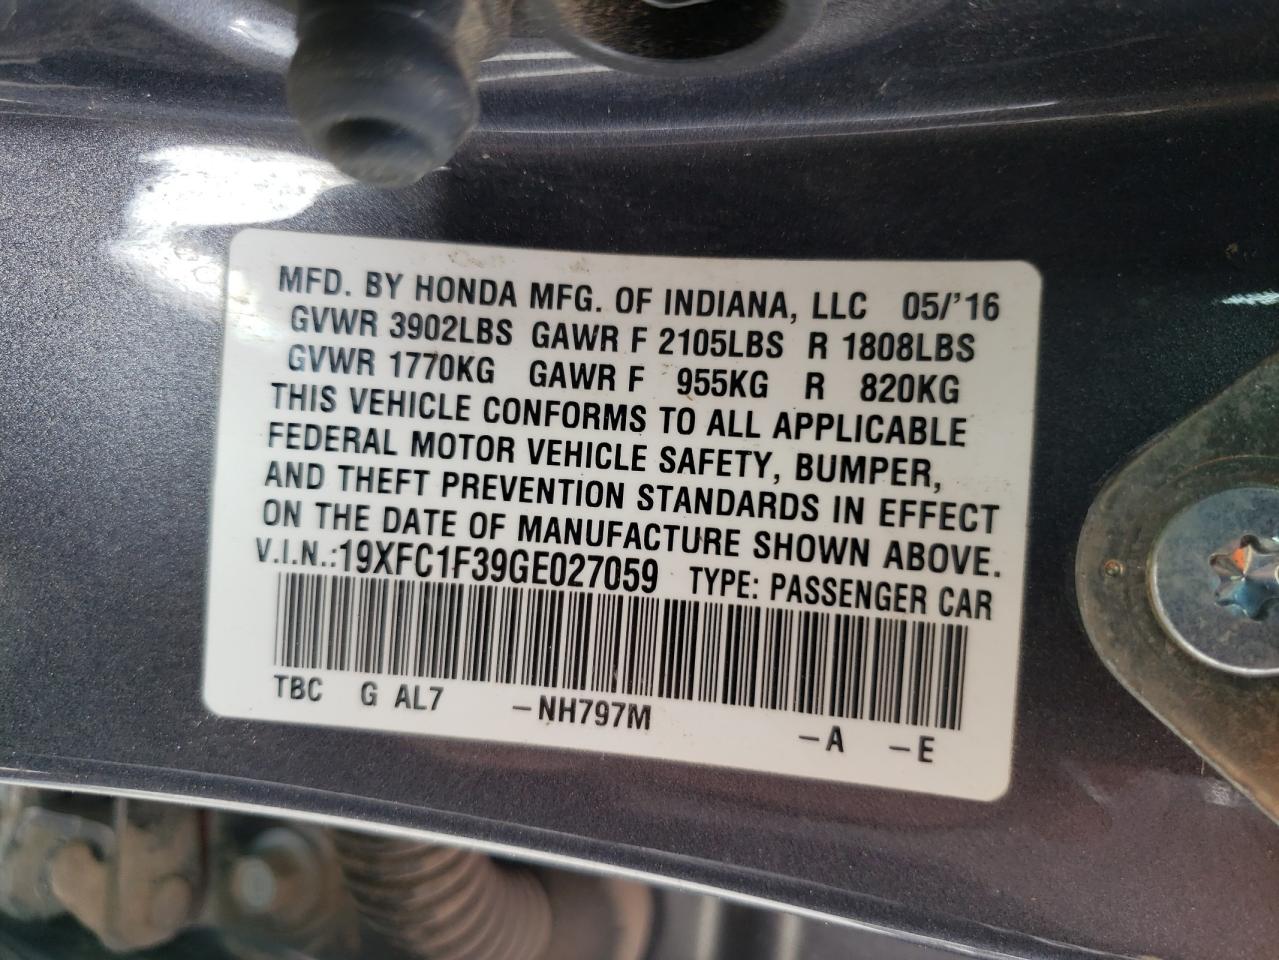 MFD. BY HONDA MFG. OF INDIANA, LLC 05/'16
GVWR 3902LBS GAWR F 2105LBS R 1808LBS
GVWR 1770KG GAWR F 955KG R 820KG
THIS VEHICLE CONFORMS TO ALL APPLICABLE
FEDERAL MOTOR VEHICLE SAFETY, BUMPER,
AND THEFT PREVENTION STANDARDS IN EFFECT
ON THE DATE OF MANUFACTURE SHOWN ABOVE.
V.I.N.:19XFC1F39GE027059 TYPE: PASSENGER CAR
TBC G AL7 –NH797M –A –E